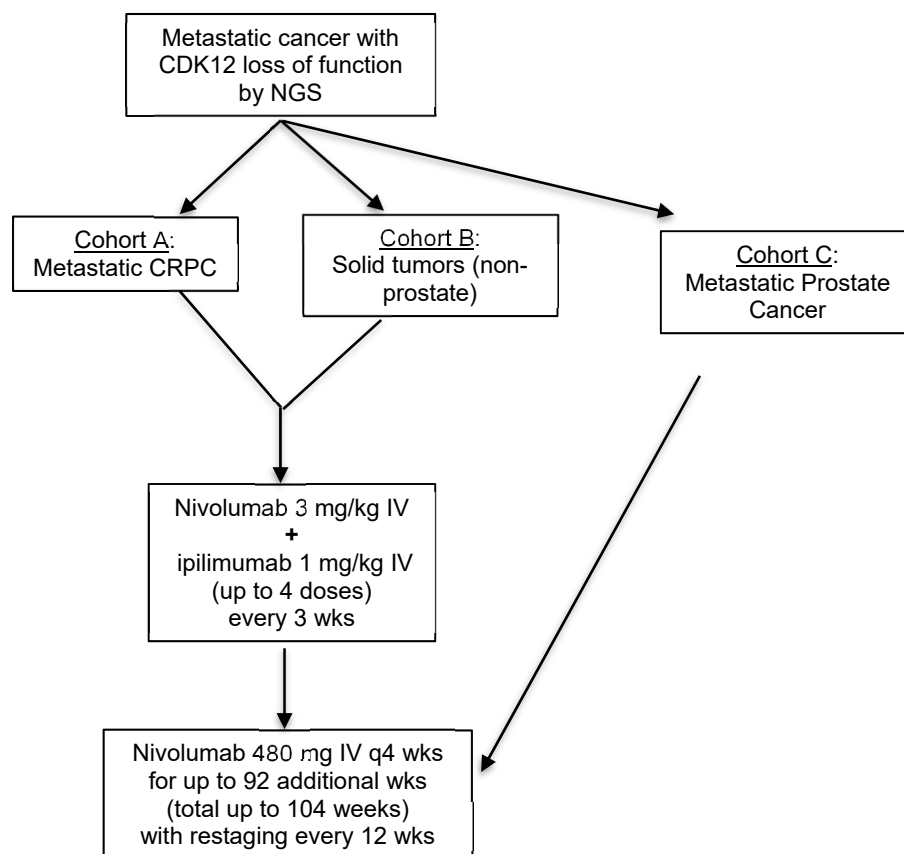 Metastatic cancer with
CDK12 loss of function
by NGS
Cohort A:
Metastatic CRPC
Cohort B:
Solid tumors (non-
prostate)
Cohort C:
Metastatic Prostate
Cancer
Nivolumab 3 mg/kg IV
+
ipilimumab 1 mg/kg IV
(up to 4 doses)
every 3 wks
Nivolumab 480 mg IV q4 wks
for up to 92 additional wks
(total up to 104 weeks)
with restaging every 12 wks